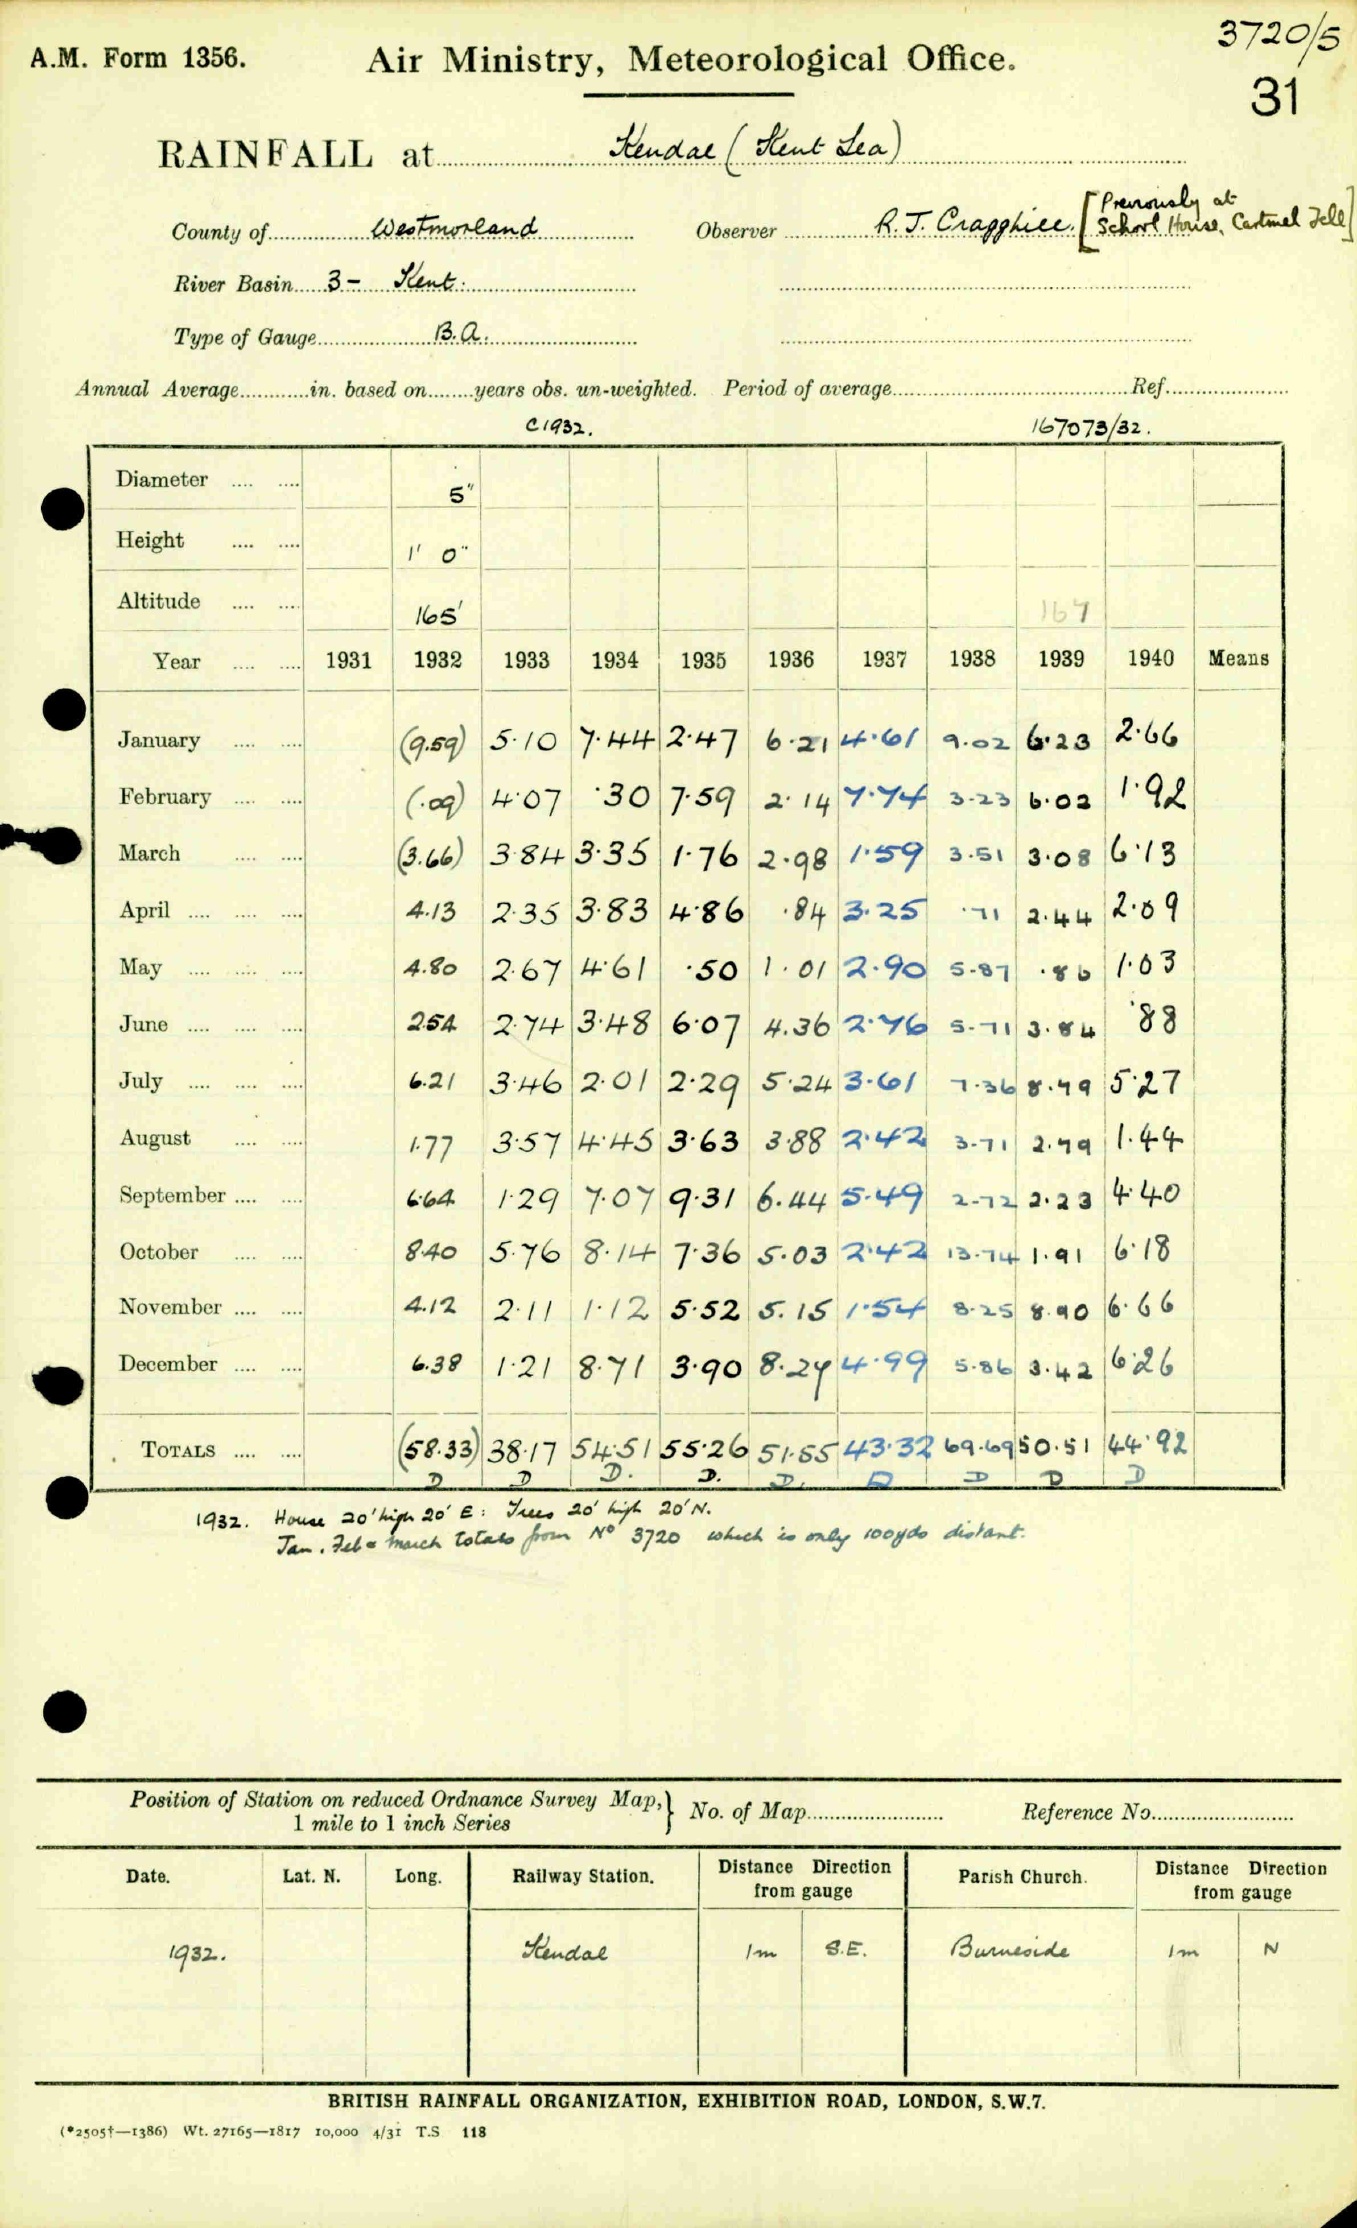 3720/5
A.M. Form 1356. Air Ministry, Meteorological Office.
31
RAINFALL at Kendal (Kent Lea)
County of Westmorland Observer R. J. Cragghill. [Previously at School House, Cartmel Fell]
River Basin 3- Kent.
Type of Gauge B.A.
Annual Average in. based on years obs. un-weighted. Period of average Ref.
C1932. 167073/32.
Diameter 5"
Height 1' 0"
Altitude 165' 167
Year 1931 1932 1933 1934 1935 1936 1937 1938 1939 1940 Means
January (9.59) 5.10 7.44 2.47 6.21 4.61 9.02 6.23 2.66
February (.09) 4.07 .30 7.59 2.14 7.74 3.23 6.02 1.92
March (3.66) 3.84 3.35 1.76 2.98 1.59 3.51 3.08 6.13
April 4.13 2.35 3.83 4.86 .84 3.25 .71 2.44 2.09
May 4.80 2.67 4.61 .50 1.01 2.90 5.87 .86 1.03
June 2.54 2.74 3.48 6.07 4.36 2.76 5.71 3.84 .88
July 6.21 3.46 2.01 2.29 5.24 3.61 7.36 8.79 5.27
August 1.77 3.57 4.45 3.63 3.88 2.42 3.71 2.79 1.44
September 6.64 1.29 7.07 9.31 6.44 5.49 2.72 2.23 4.40
October 8.40 5.76 8.14 7.36 5.03 2.42 13.74 1.91 6.18
November 4.12 2.11 1.12 5.52 5.15 1.54 8.25 8.90 6.66
December 6.38 1.21 8.71 3.90 8.27 4.99 5.86 3.42 6.26
TOTALS (58.33) 38.17 54.51 55.26 51.55 43.32 69.69 50.51 44.92
D D D. D. D. D D D D
1932. House 20' high 20' E: Trees 20' high 20' N.
Jan, Feb & March totals from No 3720 which is only 100yds distant.
Position of Station on reduced Ordnance Survey Map, 1 mile to 1 inch Series } No. of Map Reference No.
Date. Lat. N. Long. Railway Station. Distance Direction from gauge Parish Church. Distance Direction from gauge
1932. Kendal 1m S.E. Burneside 1m N
BRITISH RAINFALL ORGANIZATION, EXHIBITION ROAD, LONDON, S.W.7.
(*2505†—1386) Wt. 27165—1817 10,000 4/31 T.S 118